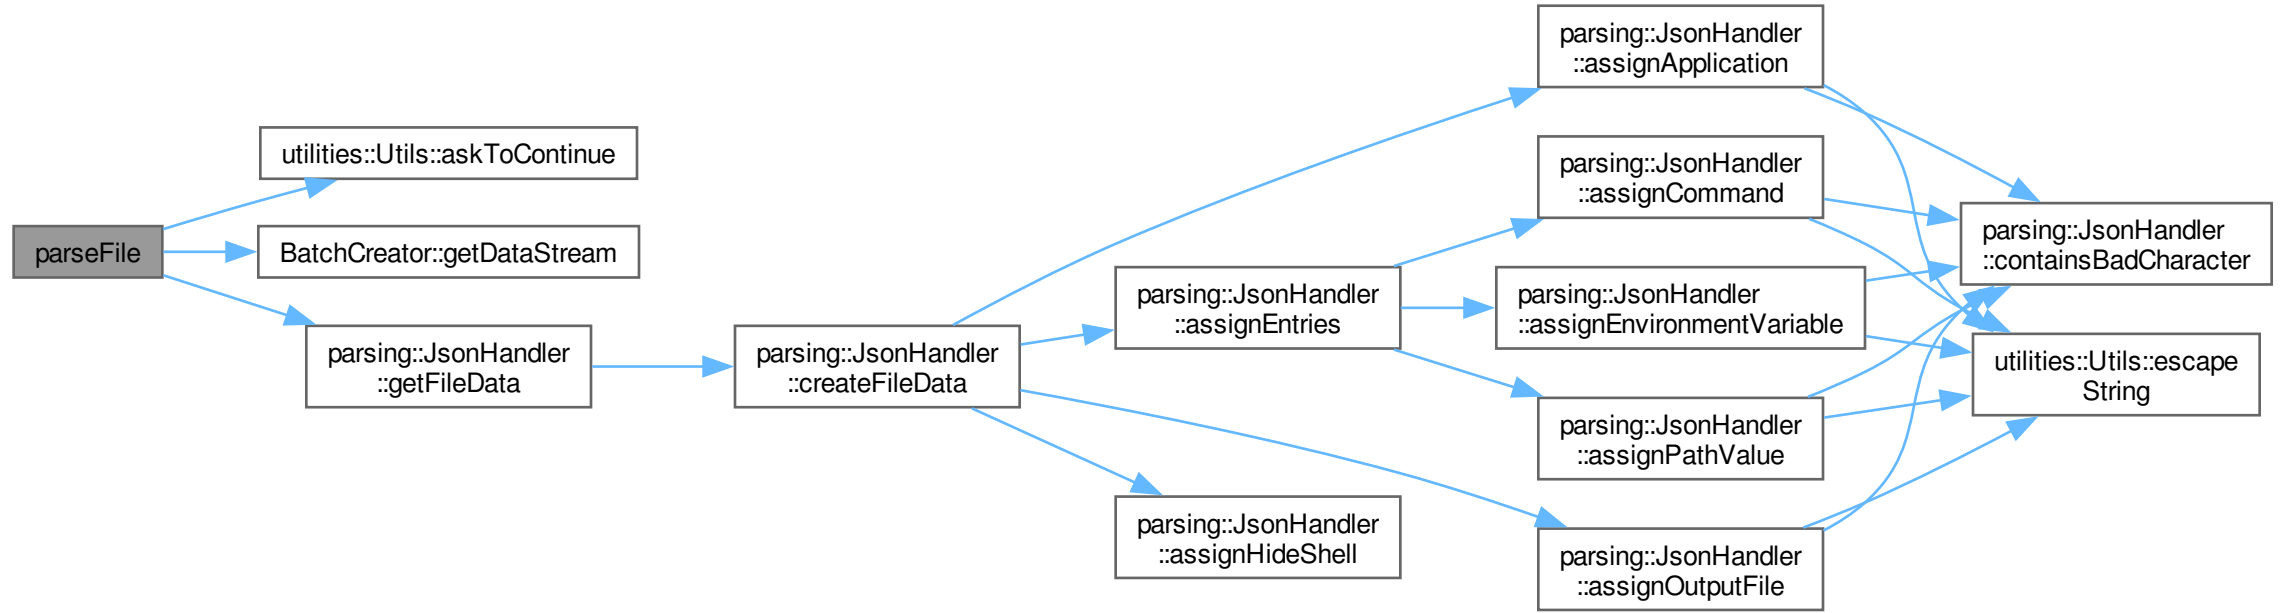 parseFile
utilities::Utils::askToContinue
BatchCreator::getDataStream
parsing::JsonHandler
::getFileData
parsing::JsonHandler
::createFileData
parsing::JsonHandler
::assignEntries
parsing::JsonHandler
::assignHideShell
parsing::JsonHandler
::assignApplication
parsing::JsonHandler
::assignCommand
parsing::JsonHandler
::assignEnvironmentVariable
parsing::JsonHandler
::assignPathValue
parsing::JsonHandler
::assignOutputFile
parsing::JsonHandler
::containsBadCharacter
utilities::Utils::escape
String